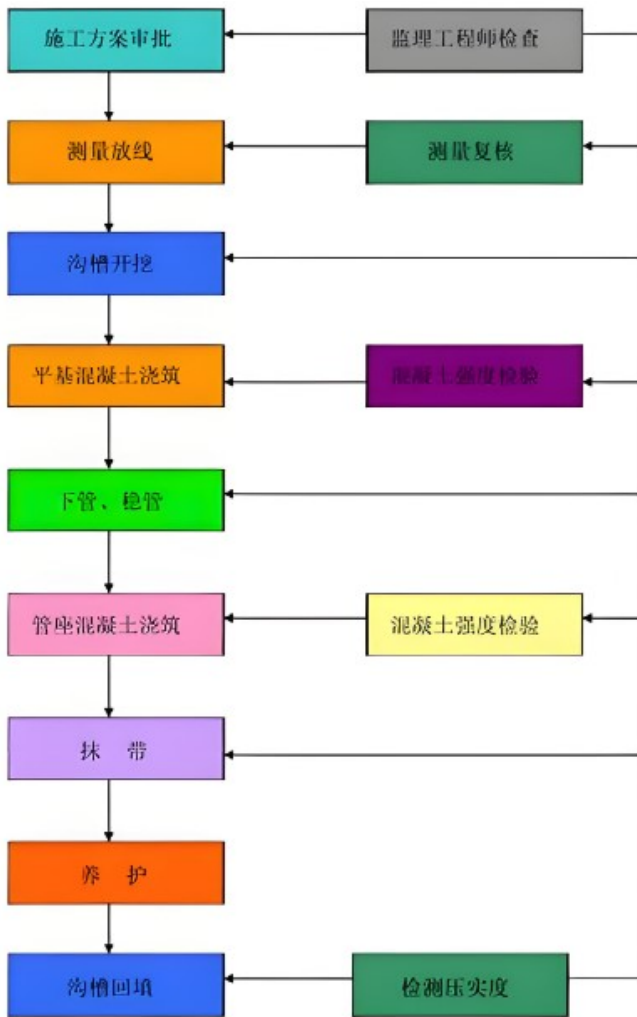 施工方案审批
监理工程师检查
测量放线
测量复核
沟槽开挖
平基混凝土浇筑
混凝土强度检验
下管、稳管
管座混凝土浇筑
混凝土强度检验
抹 带
养 护
沟槽回填
检测压实度